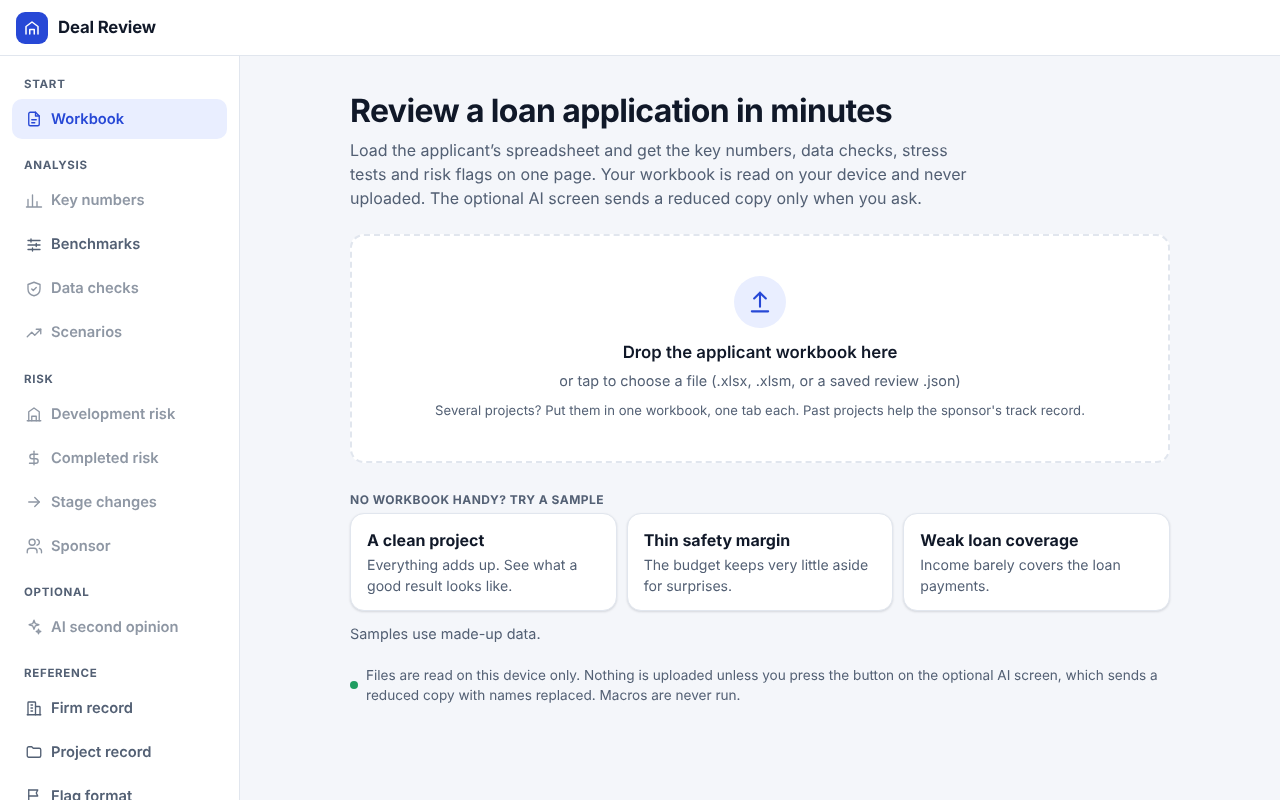 Deal Review
START
Workbook
ANALYSIS
Key numbers
Benchmarks
Data checks
Scenarios
RISK
Development risk
Completed risk
Stage changes
Sponsor
OPTIONAL
AI second opinion
REFERENCE
Firm record
Project record
Flag format
Review a loan application in minutes
Load the applicant’s spreadsheet and get the key numbers, data checks, stress
tests and risk flags on one page. Your workbook is read on your device and never
uploaded. The optional AI screen sends a reduced copy only when you ask.
Drop the applicant workbook here
or tap to choose a file (.xlsx, .xlsm, or a saved review .json)
Several projects? Put them in one workbook, one tab each. Past projects help the sponsor's track record.
NO WORKBOOK HANDY? TRY A SAMPLE
A clean project
Everything adds up. See what a
good result looks like.
Thin safety margin
The budget keeps very little aside
for surprises.
Weak loan coverage
Income barely covers the loan
payments.
Samples use made-up data.
Files are read on this device only. Nothing is uploaded unless you press the button on the optional AI screen, which sends a
reduced copy with names replaced. Macros are never run.